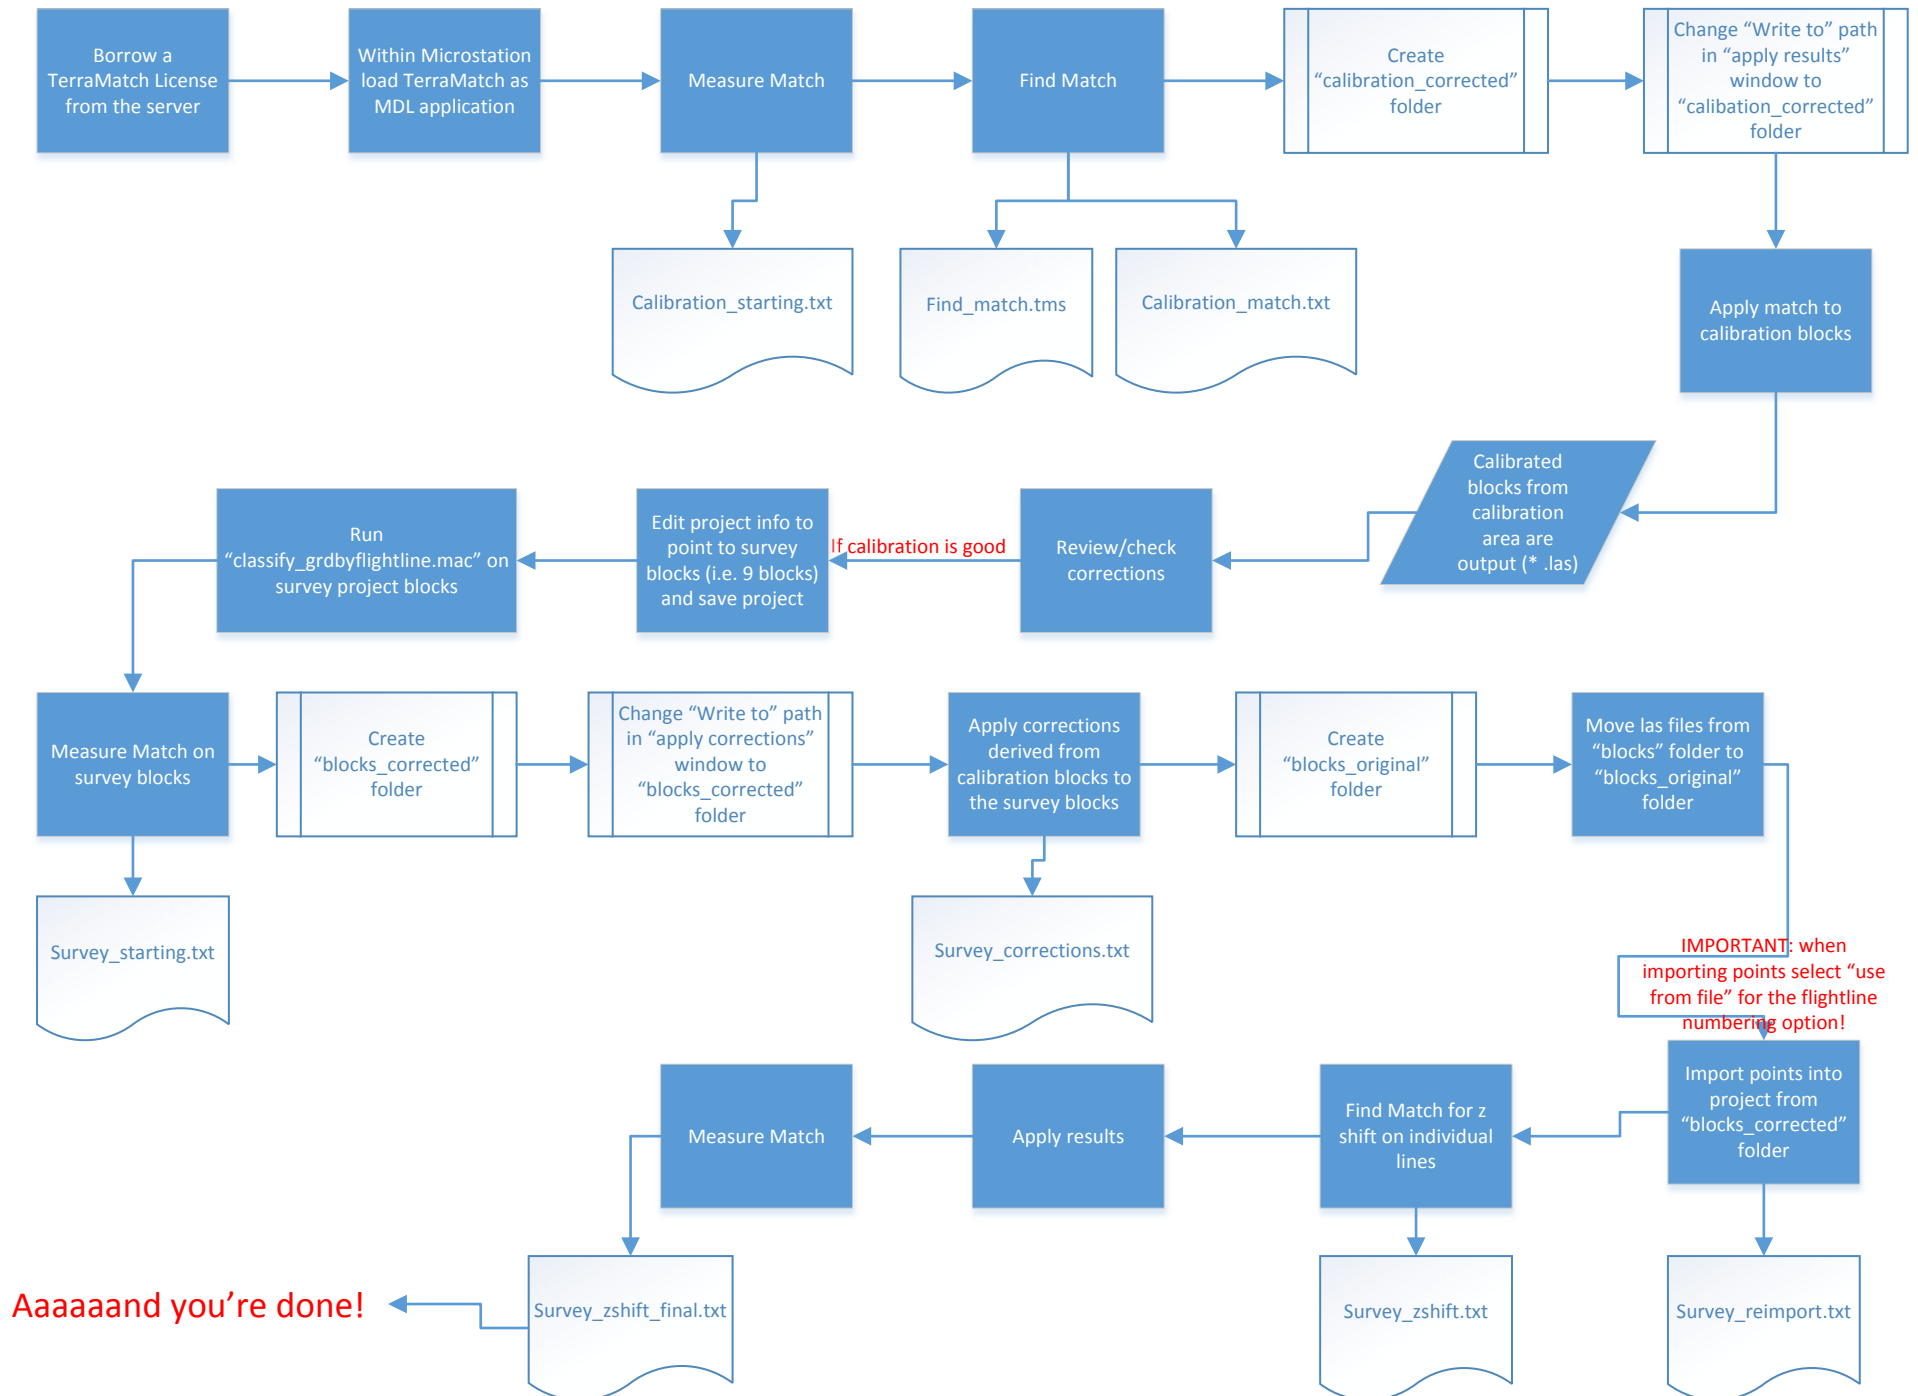 Borrow a
TerraMatch License
from the server
Within Microstation
load TerraMatch as
MDL application
Measure Match
Find Match
Create
“calibration_corrected”
folder
Change “Write to” path
in “apply results”
window to
“calibation_corrected”
folder
Calibration_starting.txt
Find_match.tms
Calibration_match.txt
Apply match to
calibration blocks
Calibrated
blocks from
calibration
area are
output (* .las)
Review/check
corrections
If calibration is good
Edit project info to
point to survey
blocks (i.e. 9 blocks)
and save project
Run
“classify_grdbyflightline.mac” on
survey project blocks
Measure Match on
survey blocks
Create
“blocks_corrected”
folder
Change “Write to” path
in “apply corrections”
window to
“blocks_corrected”
folder
Apply corrections
derived from
calibration blocks to
the survey blocks
Create
“blocks_original”
folder
Move las files from
“blocks” folder to
“blocks_original”
folder
Survey_starting.txt
Survey_corrections.txt
IMPORTANT: when
importing points select “use
from file” for the flightline
numbering option!
Import points into
project from
“blocks_corrected”
folder
Find Match for z
shift on individual
lines
Apply results
Measure Match
Survey_reimport.txt
Survey_zshift.txt
Survey_zshift_final.txt
Aaaaaand you’re done!